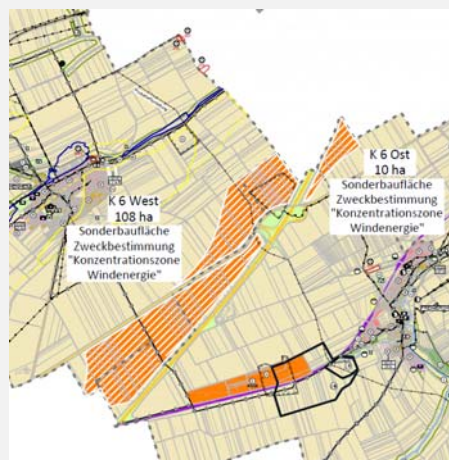 K 6 West
108 ha
Sonderbaufläche
Zweckbestimmung
"Konzentrationszone
Windenergie"
K 6 Ost
10 ha
Sonderbaufläche
Zweckbestimmung
"Konzentrationszone
Windenergie"